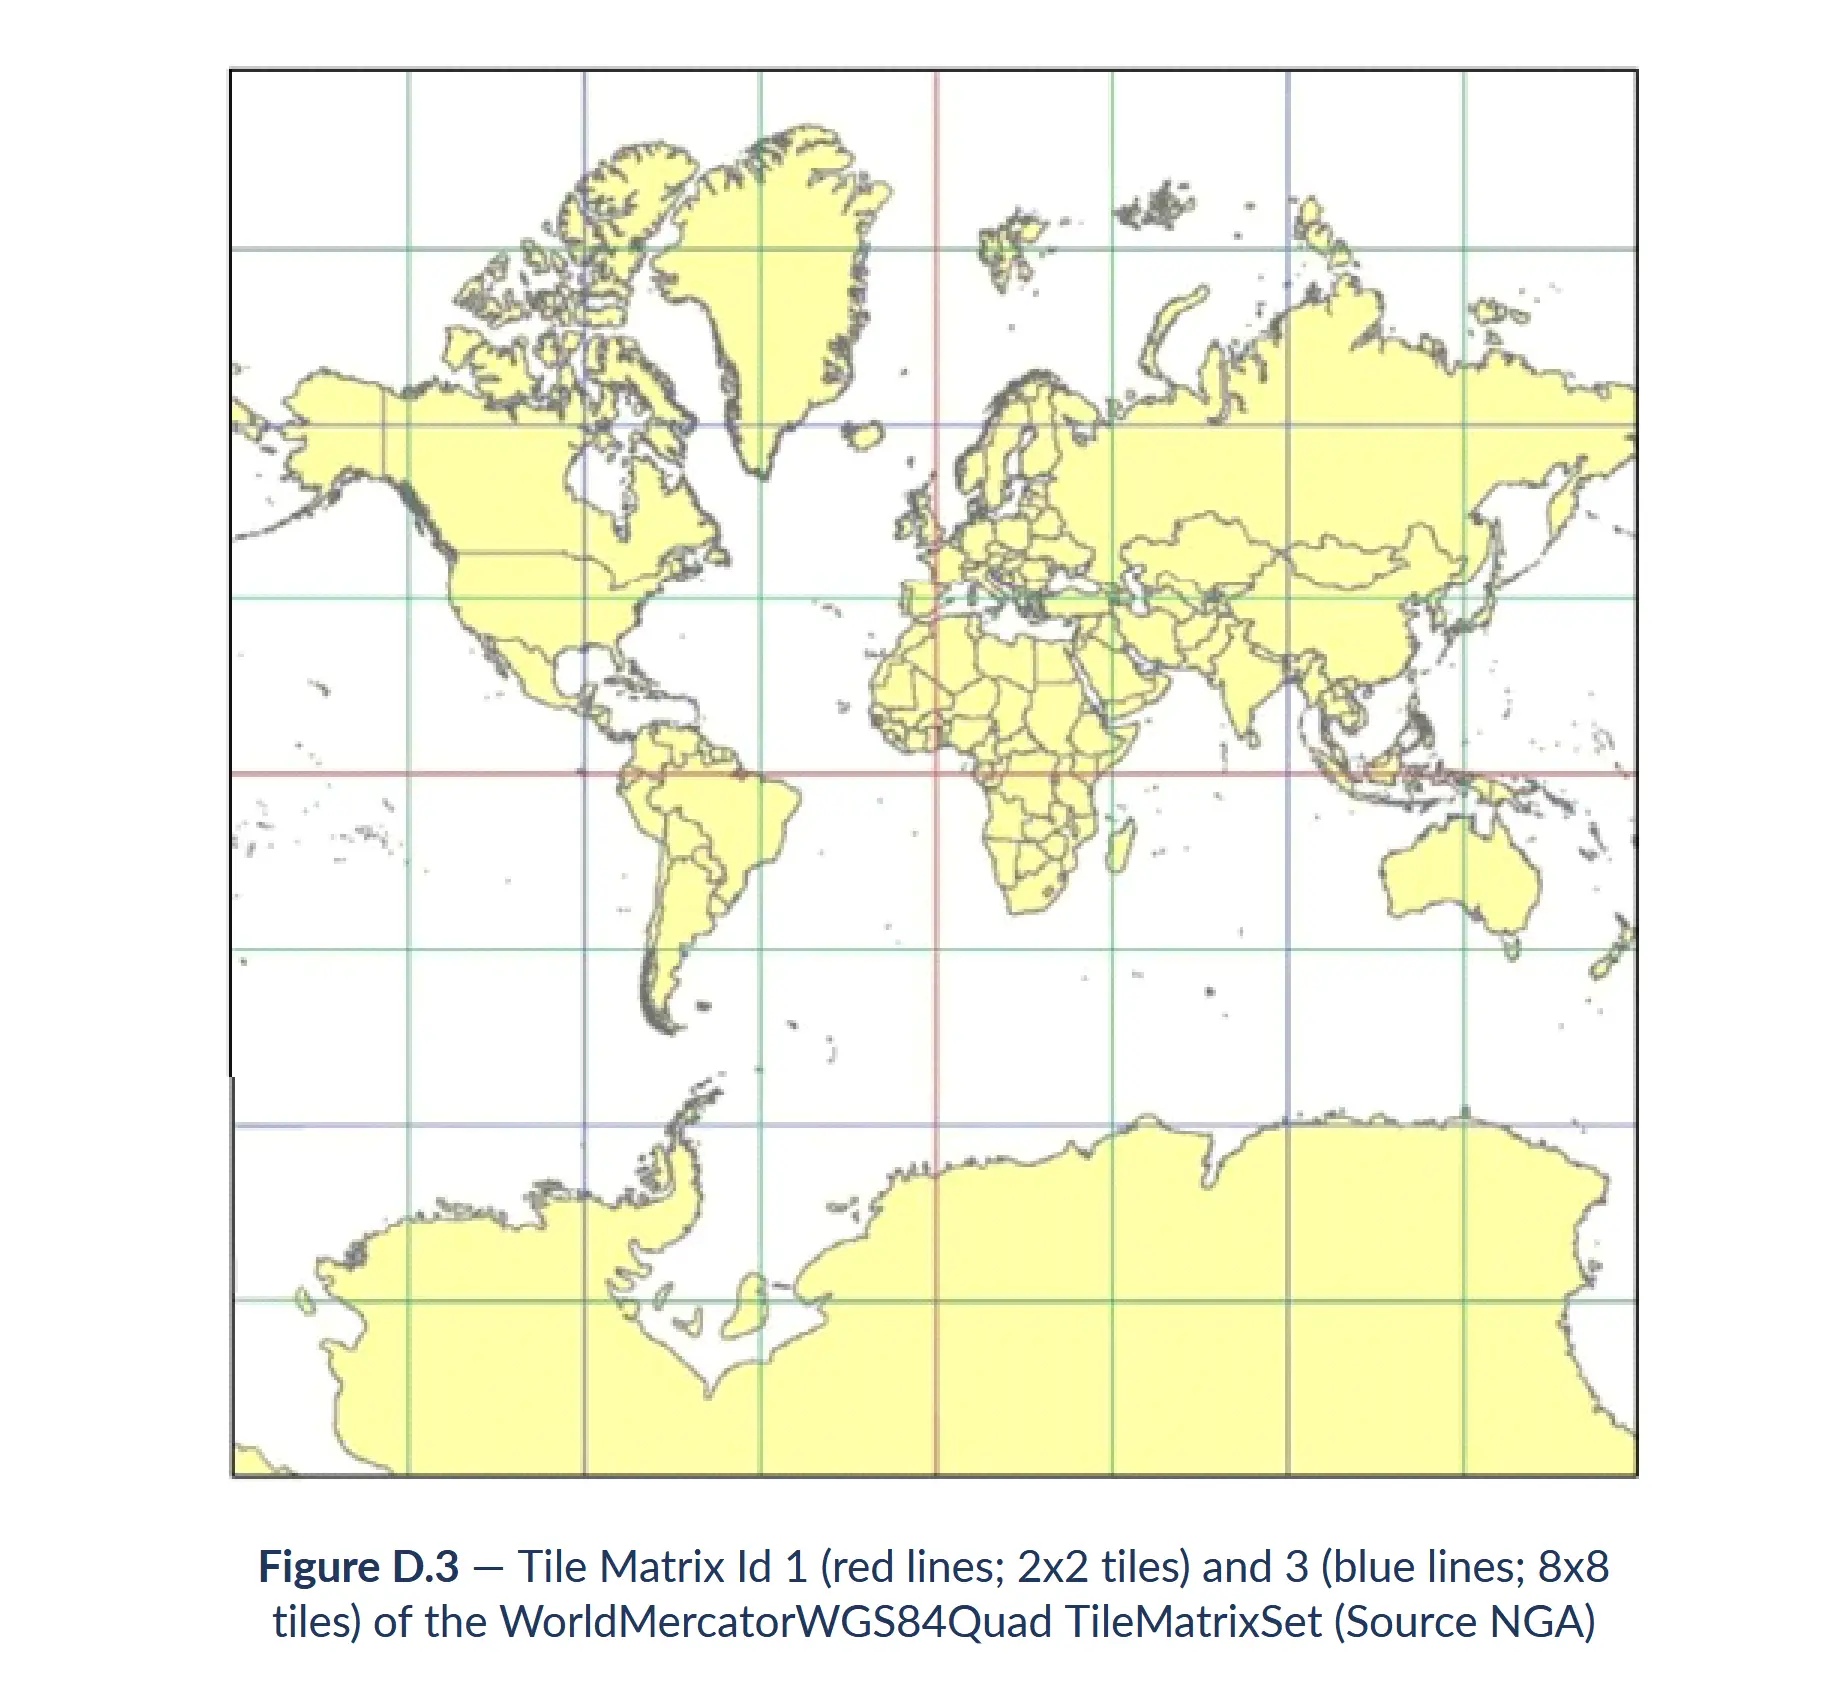 Figure D.3 — Tile Matrix Id 1 (red lines; 2x2 tiles) and 3 (blue lines; 8x8
tiles) of the WorldMercatorWGS84Quad TileMatrixSet (Source NGA)